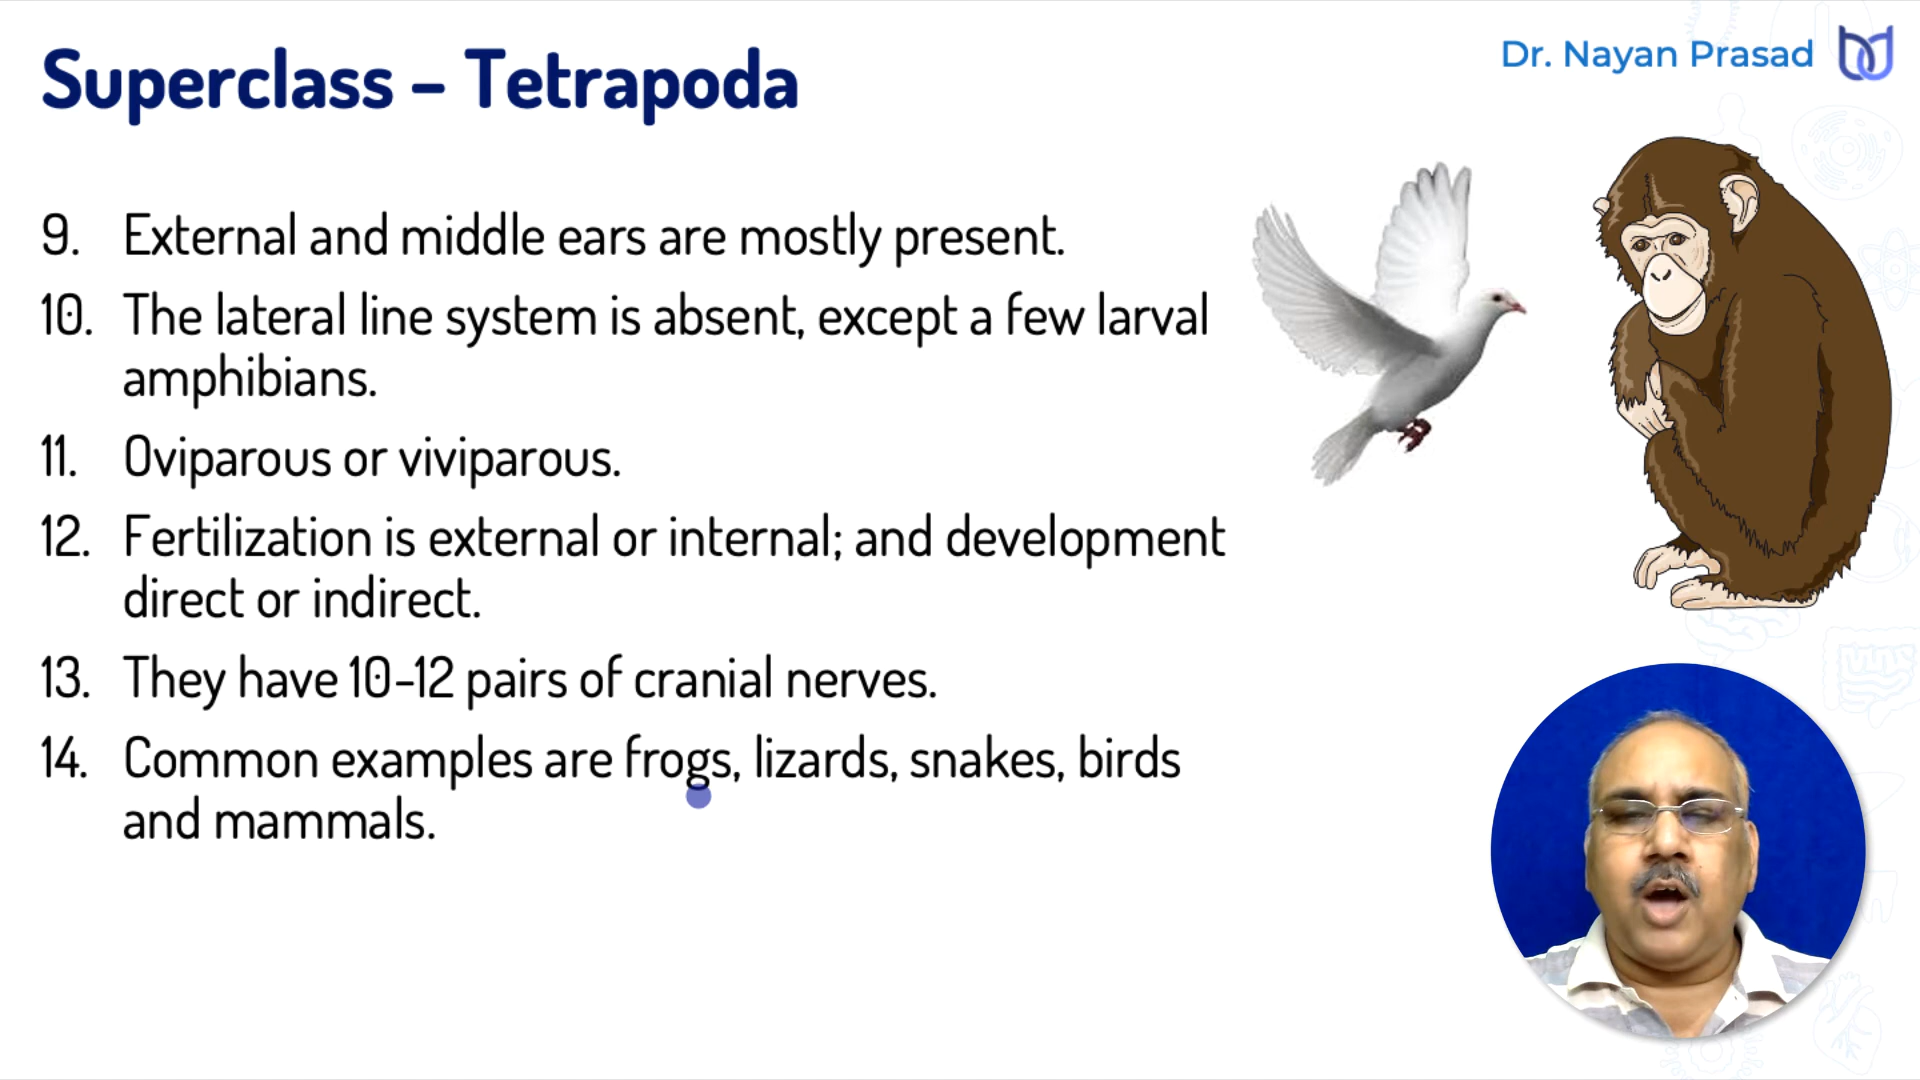 Superclass – Tetrapoda
Dr. Nayan Prasad
9. External and middle ears are mostly present.
10. The lateral line system is absent, except a few larval
amphibians.
11. Oviparous or viviparous.
12. Fertilization is external or internal; and development
direct or indirect.
13. They have 10-12 pairs of cranial nerves.
14. Common examples are frogs, lizards, snakes, birds
and mammals.